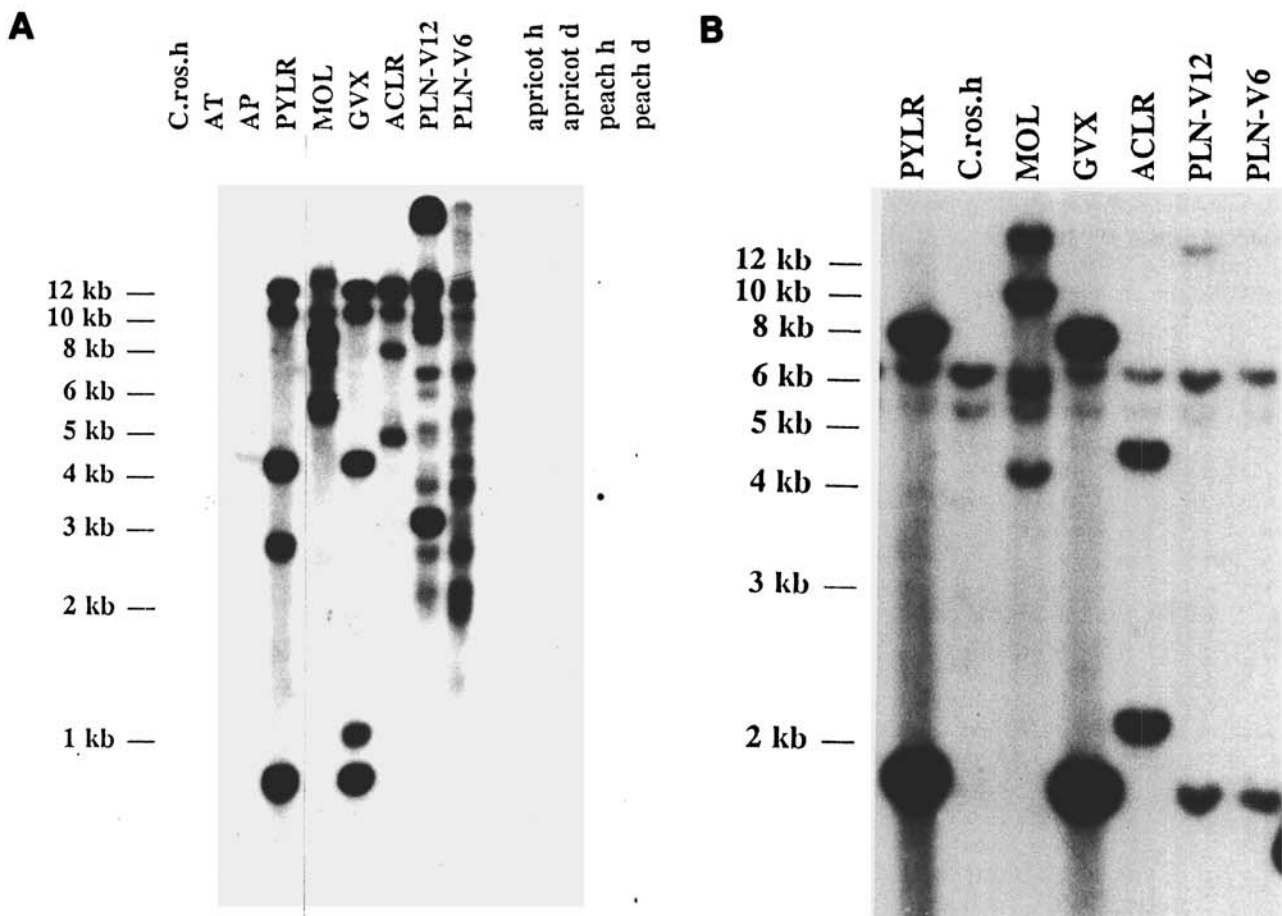 A
C.ros.h
AT
AP
PYLR
MOL
GVX
ACLR
PLN-V12
PLN-V6
apricot h
apricot d
peach h
peach d
12 kb
10 kb
8 kb
6 kb
5 kb
4 kb
3 kb
2 kb
1 kb
B
PYLR
C.ros.h
MOL
GVX
ACLR
PLN-V12
PLN-V6
12 kb
10 kb
8 kb
6 kb
5 kb
4 kb
3 kb
2 kb